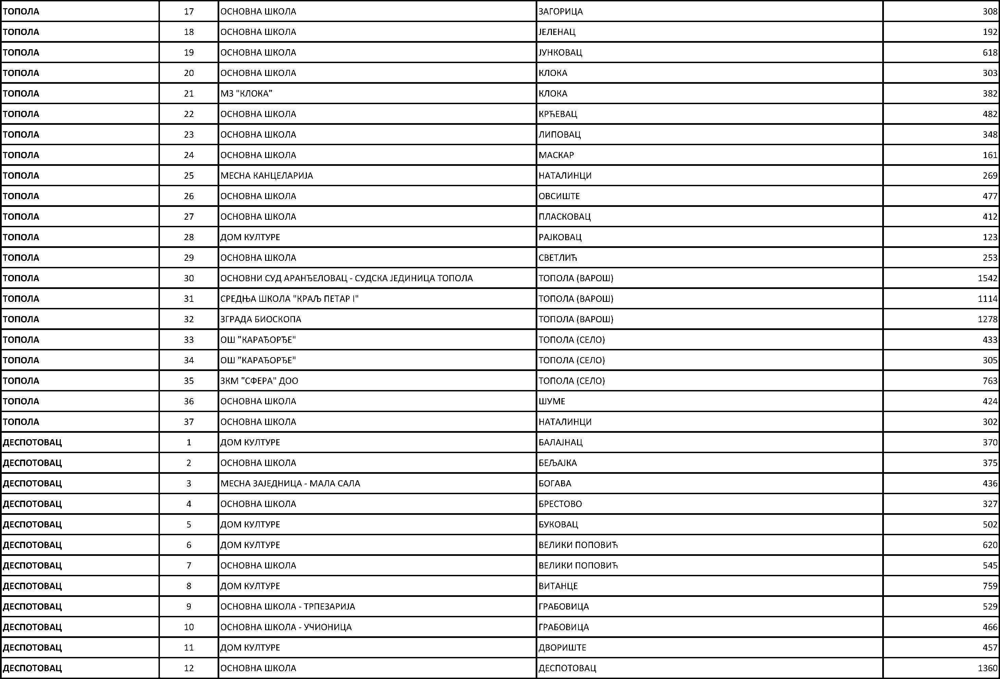 ТОПОЛА 17 ОСНОВНА ШКОЛА ЗАГОРИЦА 308
ТОПОЛА 18 ОСНОВНА ШКОЛА ЈЕЛЕНАЦ 192
ТОПОЛА 19 ОСНОВНА ШКОЛА ЈУНКОВАЦ 618
ТОПОЛА 20 ОСНОВНА ШКОЛА КЛОКА 303
ТОПОЛА 21 МЗ "КЛОКА" КЛОКА 382
ТОПОЛА 22 ОСНОВНА ШКОЛА КРЋЕВАЦ 482
ТОПОЛА 23 ОСНОВНА ШКОЛА ЛИПОВАЦ 348
ТОПОЛА 24 ОСНОВНА ШКОЛА МАСКАР 161
ТОПОЛА 25 МЕСНА КАНЦЕЛАРИЈА НАТАЛИНЦИ 269
ТОПОЛА 26 ОСНОВНА ШКОЛА ОВСИШТЕ 477
ТОПОЛА 27 ОСНОВНА ШКОЛА ПЛАСКОВАЦ 412
ТОПОЛА 28 ДОМ КУЛТУРЕ РАЈКОВАЦ 123
ТОПОЛА 29 ОСНОВНА ШКОЛА СВЕТЛИЋ 253
ТОПОЛА 30 ОСНОВНИ СУД АРАНЂЕЛОВАЦ - СУДСКА ЈЕДИНИЦА ТОПОЛА ТОПОЛА (ВАРОШ) 1542
ТОПОЛА 31 СРЕДЊА ШКОЛА "КРАЉ ПЕТАР I" ТОПОЛА (ВАРОШ) 1114
ТОПОЛА 32 ЗГРАДА БИОСКОПА ТОПОЛА (ВАРОШ) 1278
ТОПОЛА 33 ОШ "КАРАЂОРЂЕ" ТОПОЛА (СЕЛО) 433
ТОПОЛА 34 ОШ "КАРАЂОРЂЕ" ТОПОЛА (СЕЛО) 305
ТОПОЛА 35 ЗКМ "СФЕРА" ДОО ТОПОЛА (СЕЛО) 763
ТОПОЛА 36 ОСНОВНА ШКОЛА ШУМЕ 424
ТОПОЛА 37 ОСНОВНА ШКОЛА НАТАЛИНЦИ 302
ДЕСПОТОВАЦ 1 ДОМ КУЛТУРЕ БАЛАЈНАЦ 370
ДЕСПОТОВАЦ 2 ОСНОВНА ШКОЛА БЕЉАЈКА 375
ДЕСПОТОВАЦ 3 МЕСНА ЗАЈЕДНИЦА - МАЛА САЛА БОГАВА 436
ДЕСПОТОВАЦ 4 ОСНОВНА ШКОЛА БРЕСТОВО 327
ДЕСПОТОВАЦ 5 ДОМ КУЛТУРЕ БУКОВАЦ 502
ДЕСПОТОВАЦ 6 ДОМ КУЛТУРЕ ВЕЛИКИ ПОПОВИЋ 620
ДЕСПОТОВАЦ 7 ОСНОВНА ШКОЛА ВЕЛИКИ ПОПОВИЋ 545
ДЕСПОТОВАЦ 8 ДОМ КУЛТУРЕ ВИТАНЦЕ 759
ДЕСПОТОВАЦ 9 ОСНОВНА ШКОЛА - ТРПЕЗАРИЈА ГРАБОВИЦА 529
ДЕСПОТОВАЦ 10 ОСНОВНА ШКОЛА - УЧИОНИЦА ГРАБОВИЦА 466
ДЕСПОТОВАЦ 11 ДОМ КУЛТУРЕ ДВОРИШТЕ 457
ДЕСПОТОВАЦ 12 ОСНОВНА ШКОЛА ДЕСПОТОВАЦ 1360